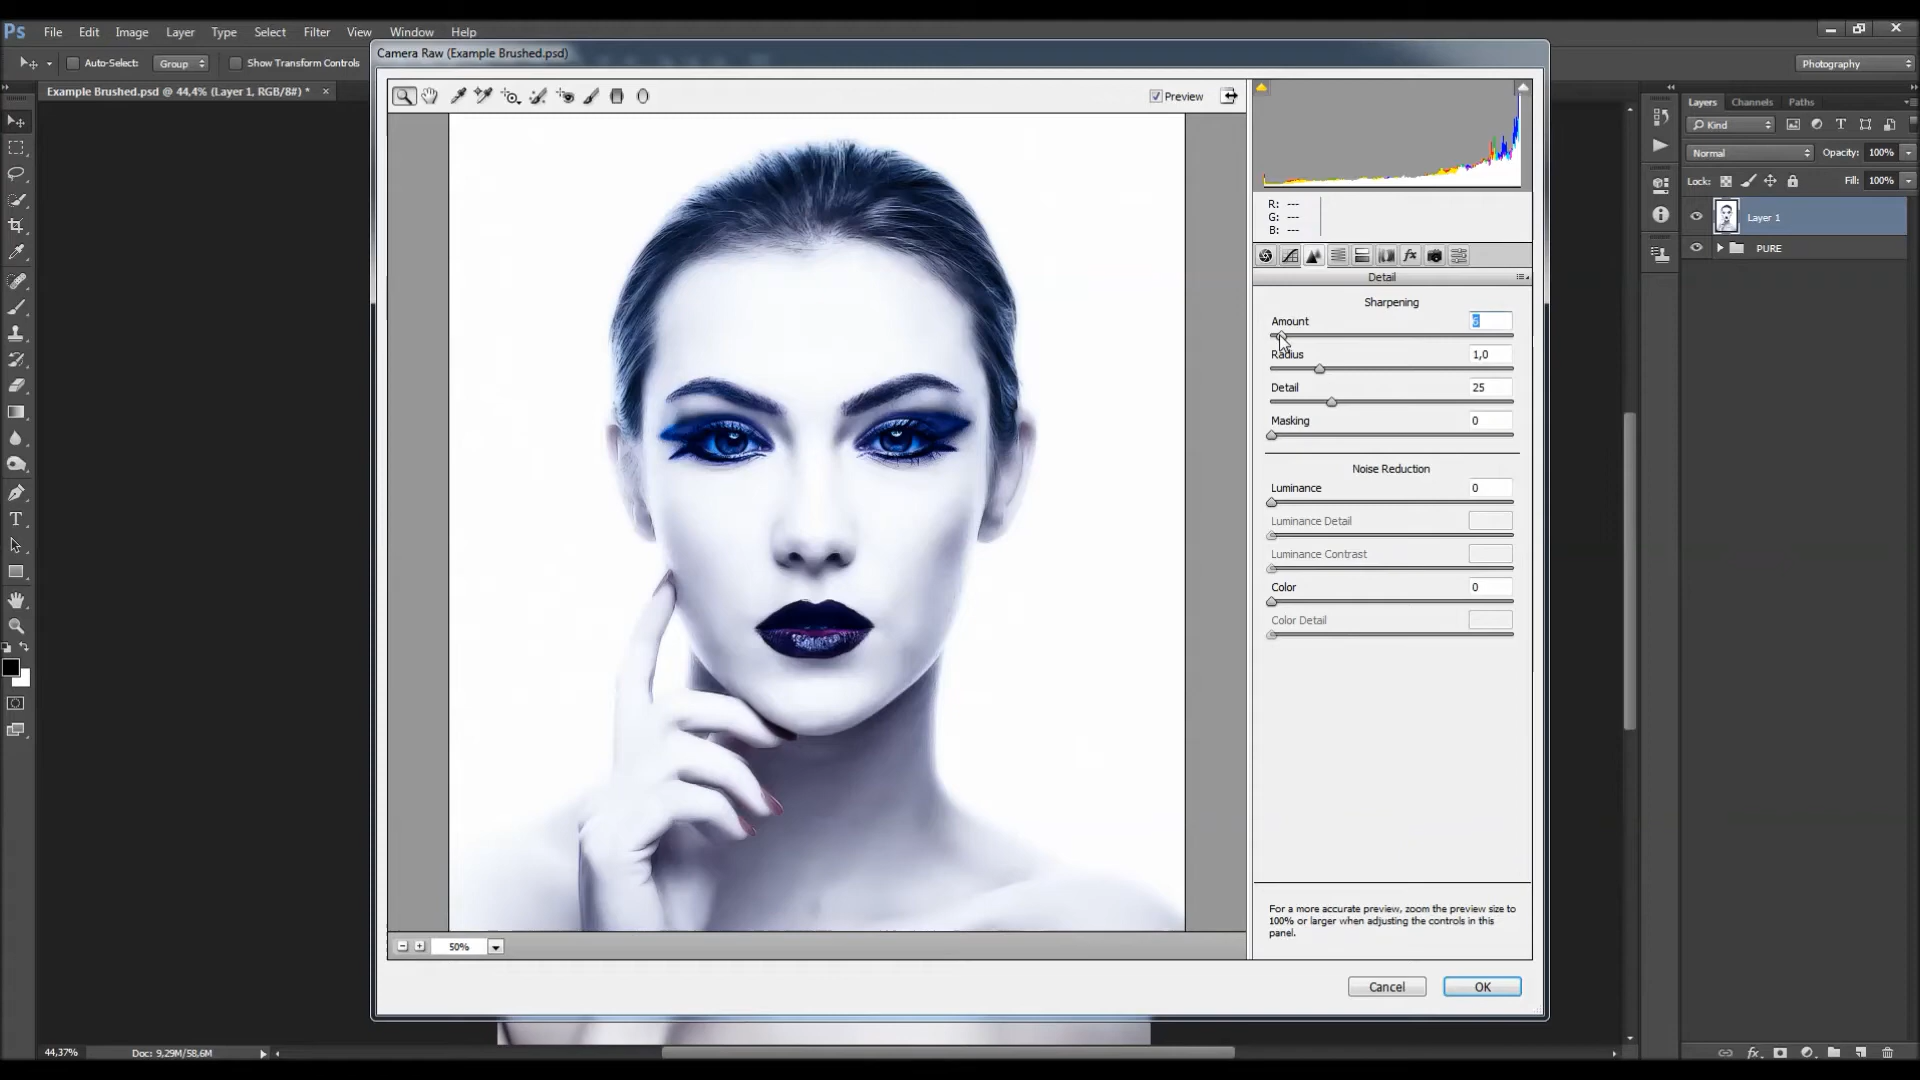 Ps File Edit Image Layer Type Select Filter View Window Help
Camera Raw (Example Brushed.psd)
Auto-Select: Group Show Transform Controls
Photography
Example Brushed.psd @ 44,4% (Layer 1, RGB/8#) * ×
Preview
Layers Channels Paths
Kind
Normal Opacity: 100%
Lock: Fill: 100%
R: ---
G: ---
B: ---
Layer 1
PURE
Detail
Sharpening
Amount
Radius 1,0
Detail 25
Masking 0
Noise Reduction
Luminance 0
Luminance Detail
Luminance Contrast
Color 0
Color Detail
For a more accurate preview, zoom the preview size to
100% or larger when adjusting the controls in this
panel.
50%
Cancel OK
44,37% Doc: 9,29M/58,6M